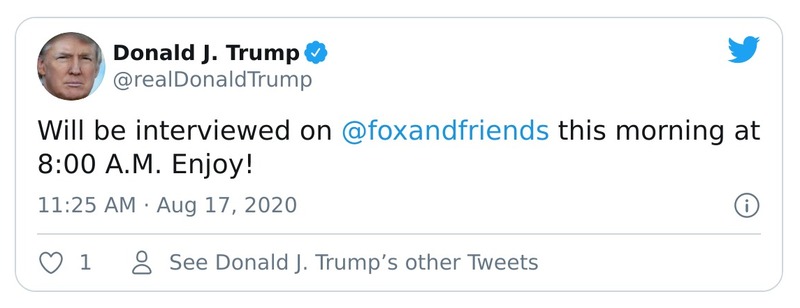 Donald J. Trump
@realDonaldTrump
Will be interviewed on @foxandfriends this morning at
8:00 A.M. Enjoy!
11:25 AM · Aug 17, 2020
1 See Donald J. Trump’s other Tweets